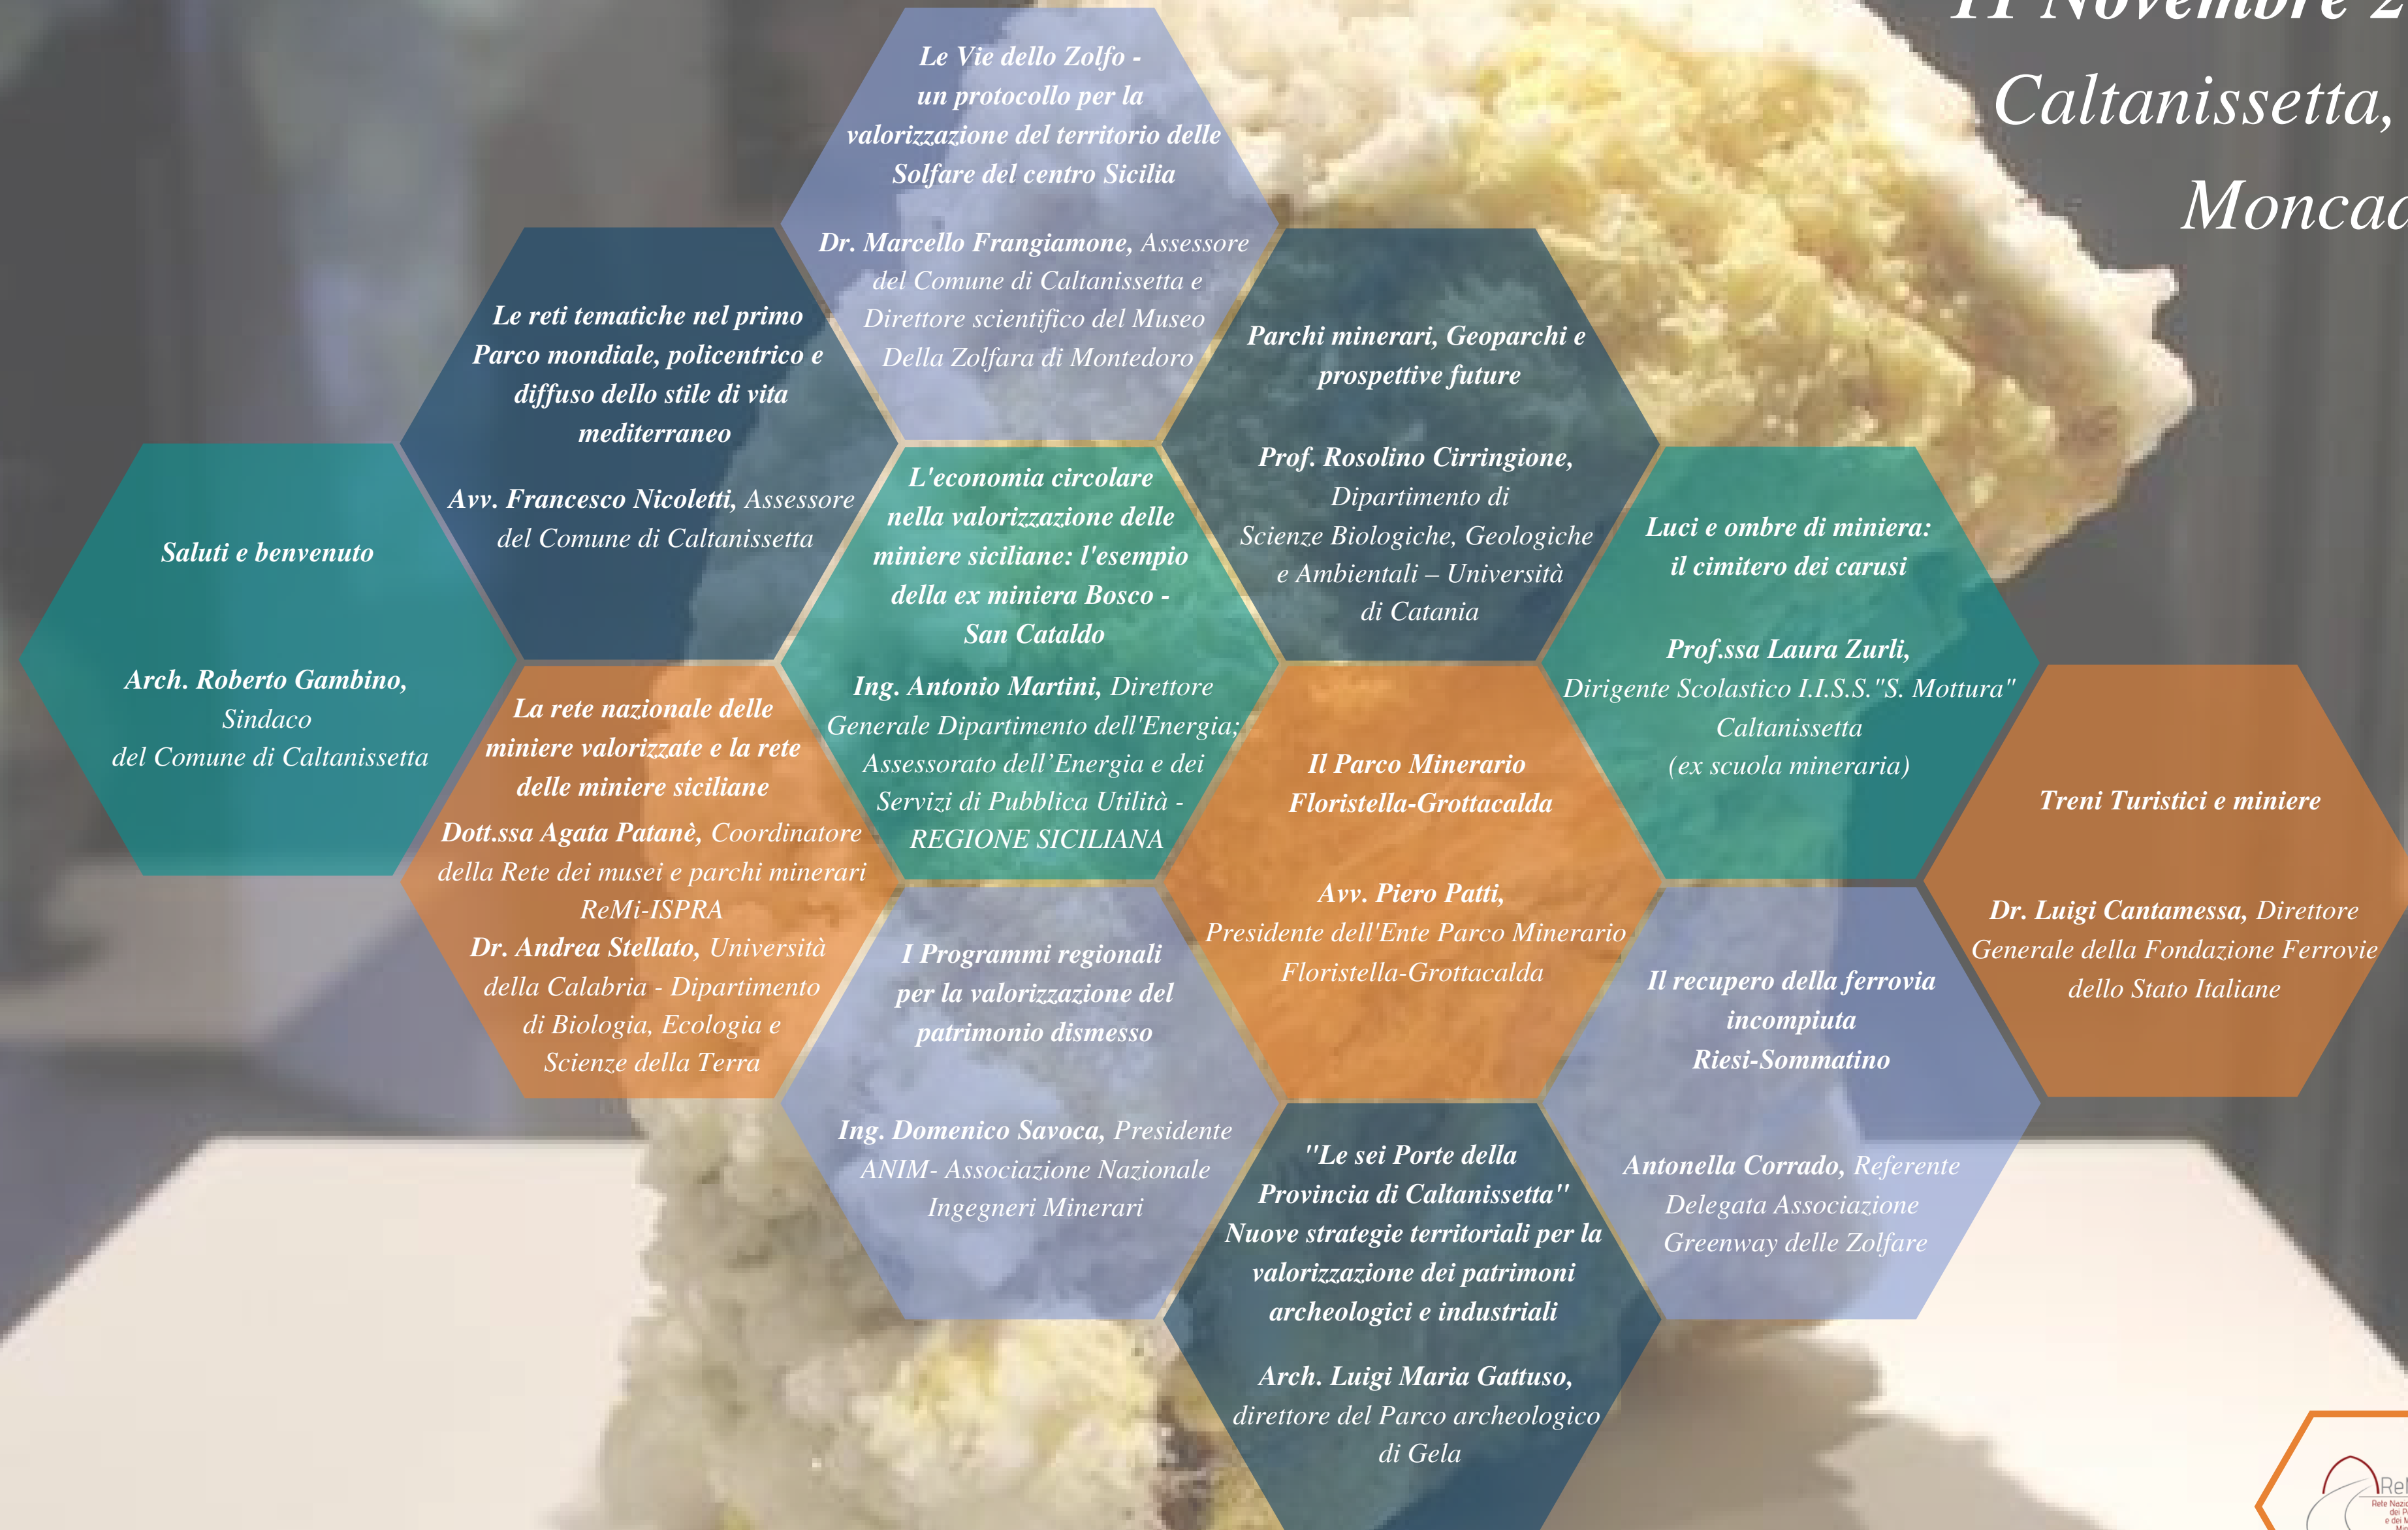 11 Novembre
Caltanissetta,
Le Vie dello Zolfo -
un protocollo per la
valorizzazione del territorio delle
Solfare del centro Sicilia
Dr. Marcello Frangiamone, Assessore
del Comune di Caltanissetta e
Direttore scientifico del Museo
Della Zolfara di Montedoro
Le reti tematiche nel primo
Parco mondiale, policentrico e
diffuso dello stile di vita
mediterraneo
Avv. Francesco Nicoletti, Assessore
del Comune di Caltanissetta
Parchi minerari, Geoparchi e
prospettive future
Prof. Rosolino Cirringione,
Dipartimento di
Scienze Biologiche, Geologiche
e Ambientali – Università
di Catania
Saluti e benvenuto
Arch. Roberto Gambino,
Sindaco
del Comune di Caltanissetta
L'economia circolare
nella valorizzazione delle
miniere siciliane: l'esempio
della ex miniera Bosco -
San Cataldo
Ing. Antonio Martini, Direttore
Generale Dipartimento dell'Energia;
Assessorato dell’Energia e dei
Servizi di Pubblica Utilità -
REGIONE SICILIANA
Luci e ombre di miniera:
il cimitero dei carusi
Prof.ssa Laura Zurli,
Dirigente Scolastico I.I.S.S."S. Mottura"
Caltanissetta
(ex scuola mineraria)
La rete nazionale delle
miniere valorizzate e la rete
delle miniere siciliane
Dott.ssa Agata Patanè, Coordinatore
della Rete dei musei e parchi minerari
ReMi-ISPRA
Dr. Andrea Stellato, Università
della Calabria - Dipartimento
di Biologia, Ecologia e
Scienze della Terra
Il Parco Minerario
Floristella-Grottacalda
Avv. Piero Patti,
Presidente dell'Ente Parco Minerario
Floristella-Grottacalda
Treni Turistici e miniere
Dr. Luigi Cantamessa, Direttore
Generale della Fondazione Ferrovie
dello Stato Italiane
I Programmi regionali
per la valorizzazione del
patrimonio dismesso
Ing. Domenico Savoca, Presidente
ANIM- Associazione Nazionale
Ingegneri Minerari
Il recupero della ferrovia
incompiuta
Riesi-Sommatino
Antonella Corrado, Referente
Delegata Associazione
Greenway delle Zolfare
"Le sei Porte della
Provincia di Caltanissetta"
Nuove strategie territoriali per la
valorizzazione dei patrimoni
archeologici e industriali
Arch. Luigi Maria Gattuso,
direttore del Parco archeologico
di Gela
Rete